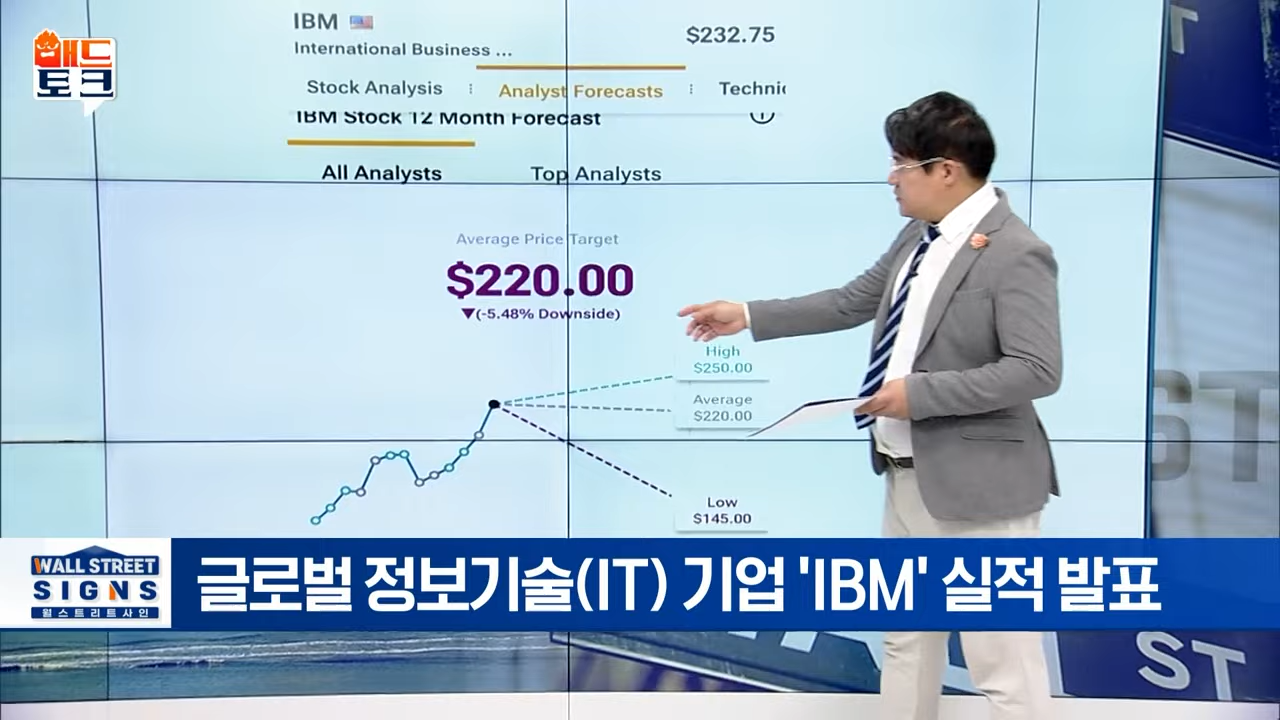 매드
토크
IBM
$232.75
International Business ...
Stock Analysis
Analyst Forecasts
Techni
IBM Stock 12 Month Forecast
All Analysts
Top Analysts
Average Price Target
$220.00
▼(-5.48% Downside)
High
$250.00
Average
$220.00
Low
$145.00
ST
WALL STREET
SIGNS
월스트리트사인
글로벌 정보기술(IT) 기업 'IBM' 실적 발표
ST